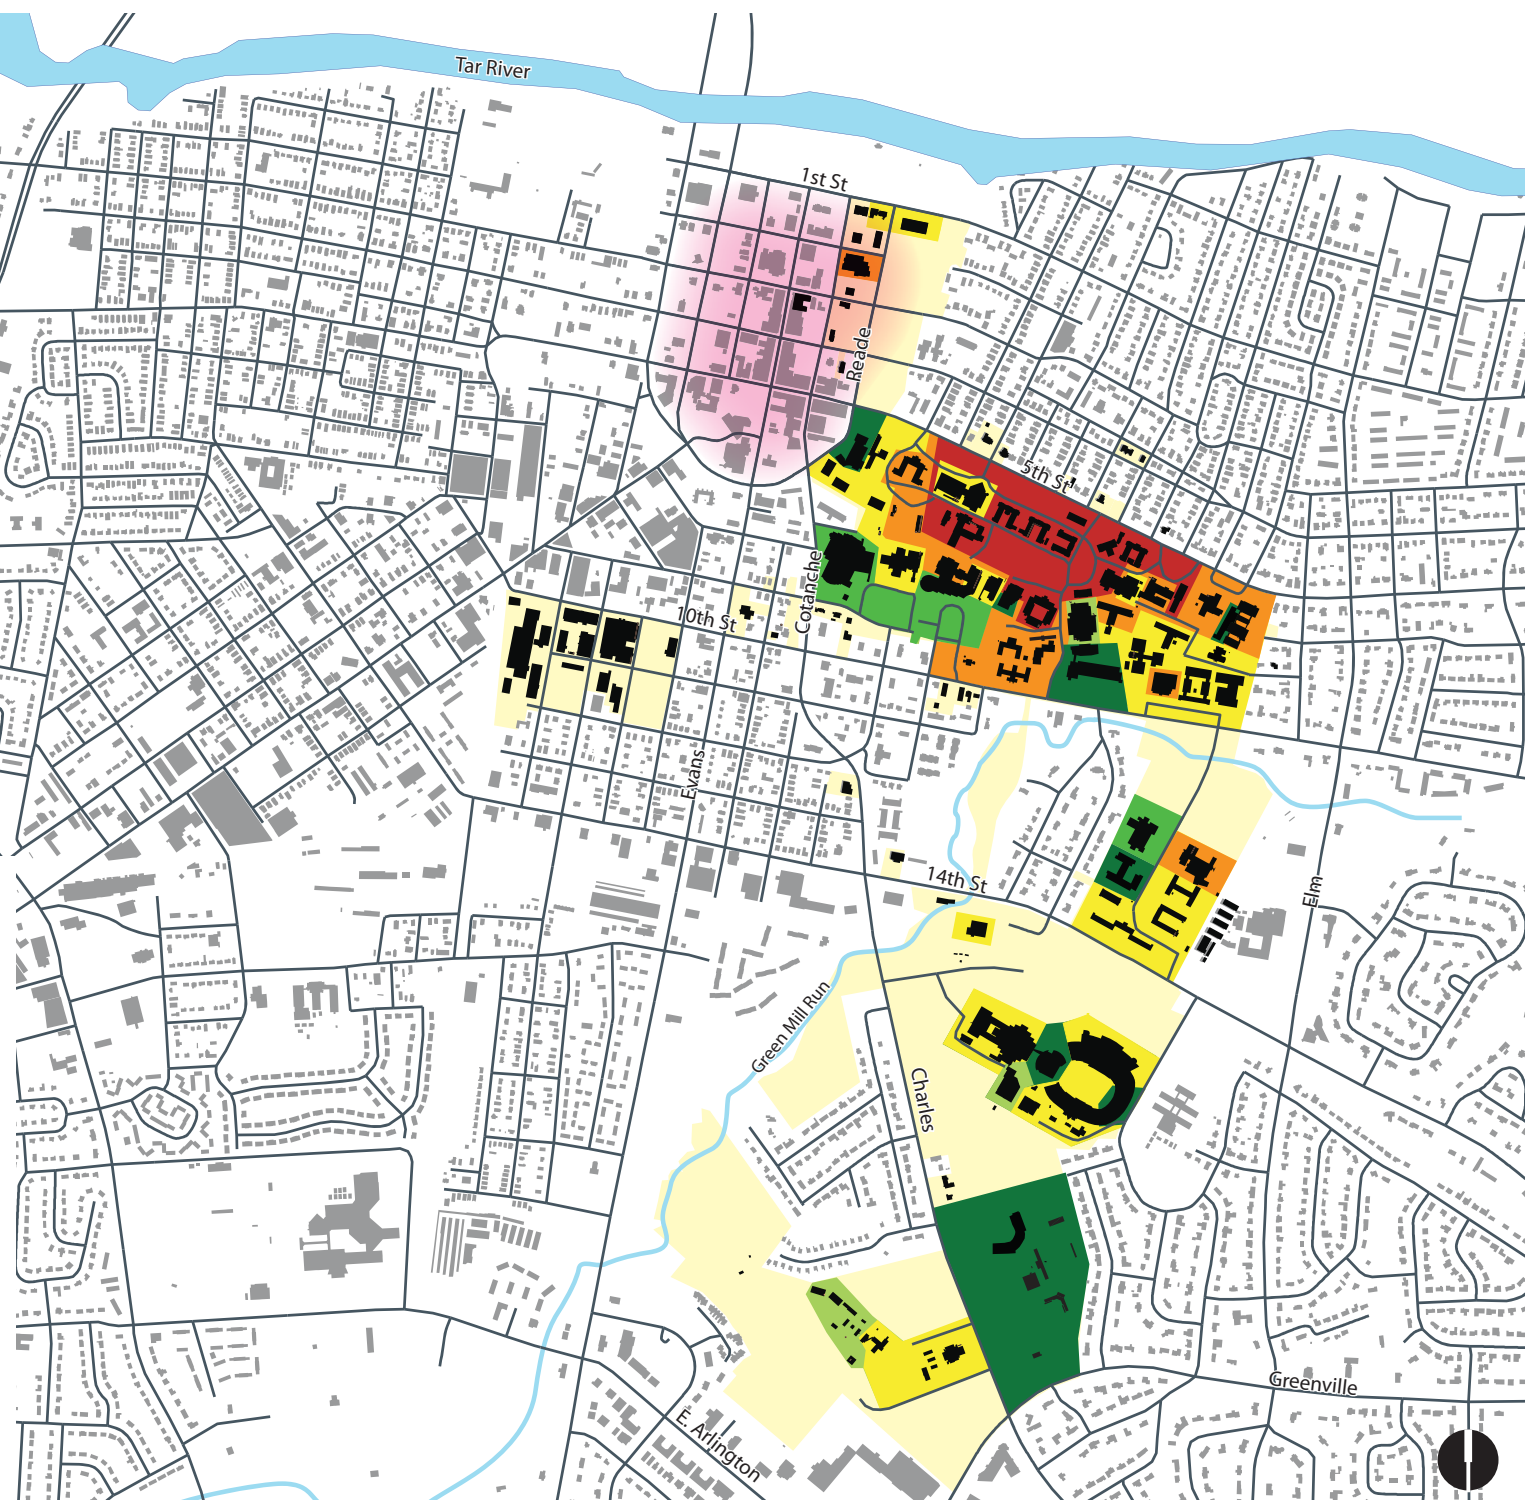 Tar River
1st St
Reade
5th St
Cotanche
10th St
Evans
14th St
Elm
Green Mill Run
Charles
Greenville
E. Arlington